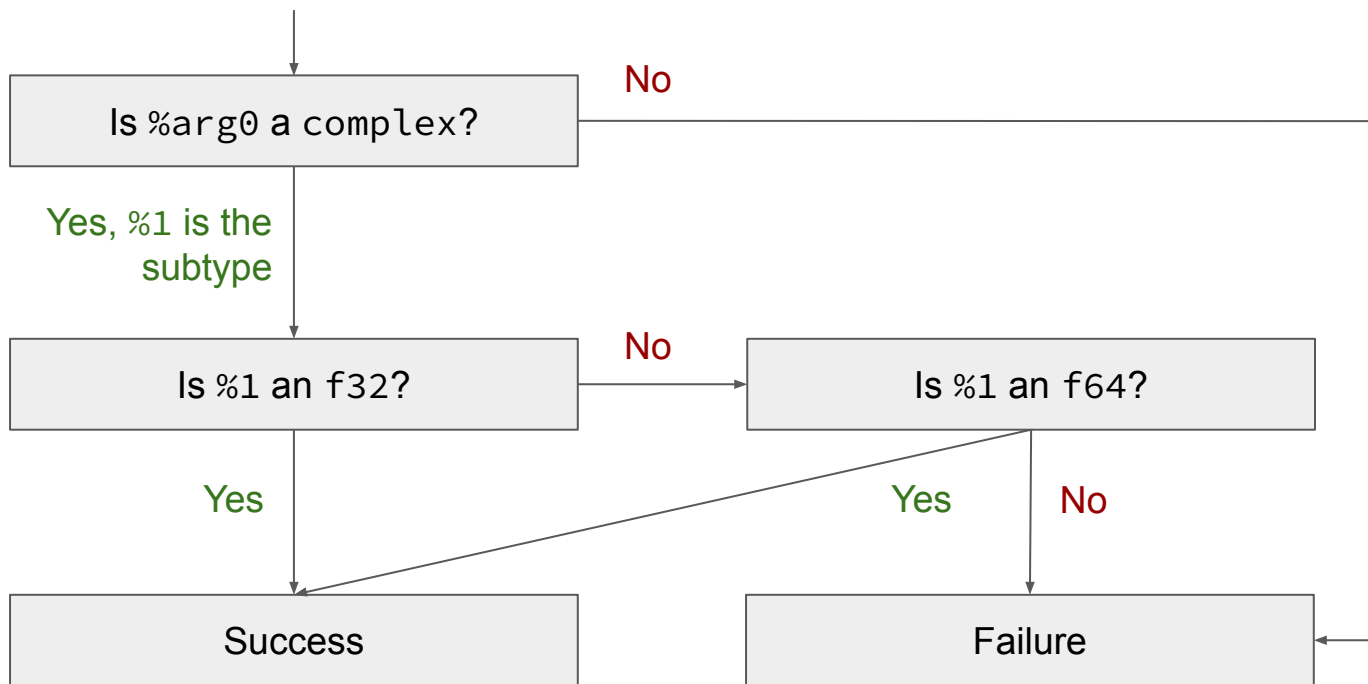 No
Is %arg0 a complex?
Yes, %1 is the
subtype
No
Is %1 an f32?
Is %1 an f64?
Yes
Yes
No
Success
Failure